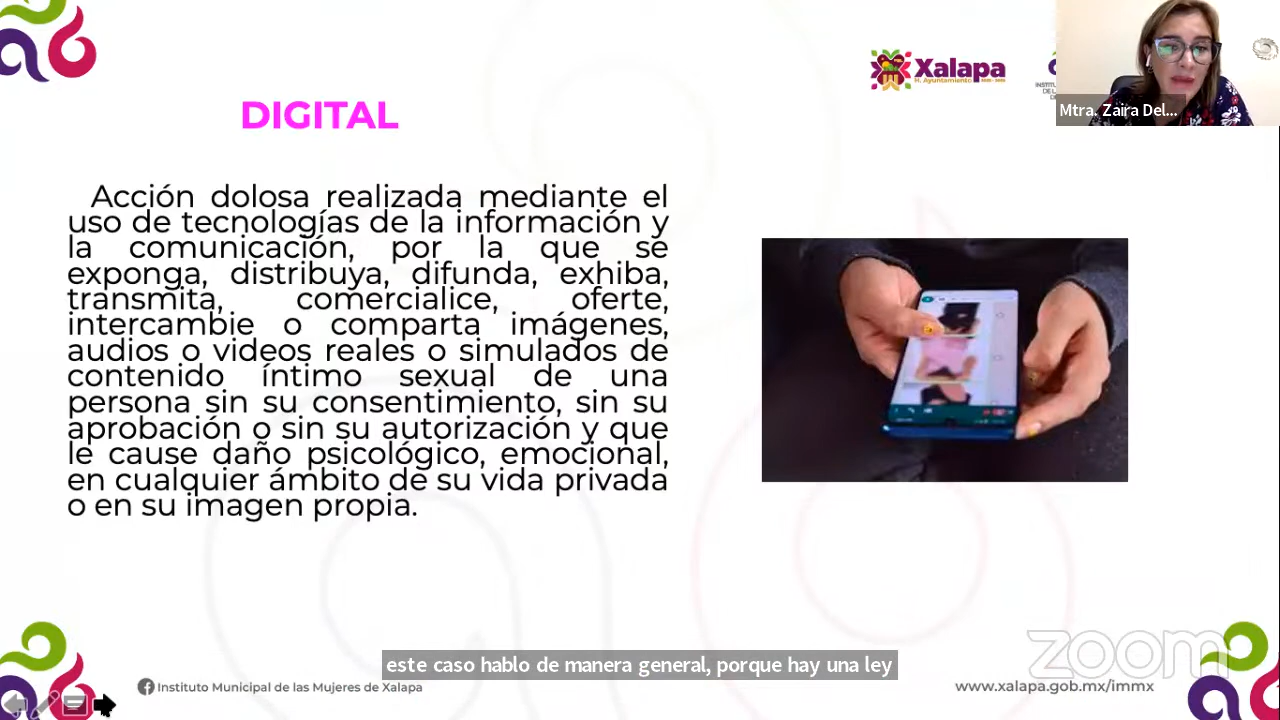 Xalapa
H. Ayuntamiento
Mtra. Zaira Del...
DIGITAL
Acción dolosa realizada mediante el
uso de tecnologías de la información y
la comunicación, por la que se
exponga, distribuya, difunda, exhiba,
transmita, comercialice, oferte,
intercambie o comparta imágenes,
audios o videos reales o simulados de
contenido íntimo sexual de una
persona sin su consentimiento, sin su
aprobación o sin su autorización y que
le cause daño psicológico, emocional,
en cualquier ámbito de su vida privada
o en su imagen propia.
zoom
este caso hablo de manera general, porque hay una ley
Instituto Municipal de las Mujeres de Xalapa
www.xalapa.gob.mx/immx